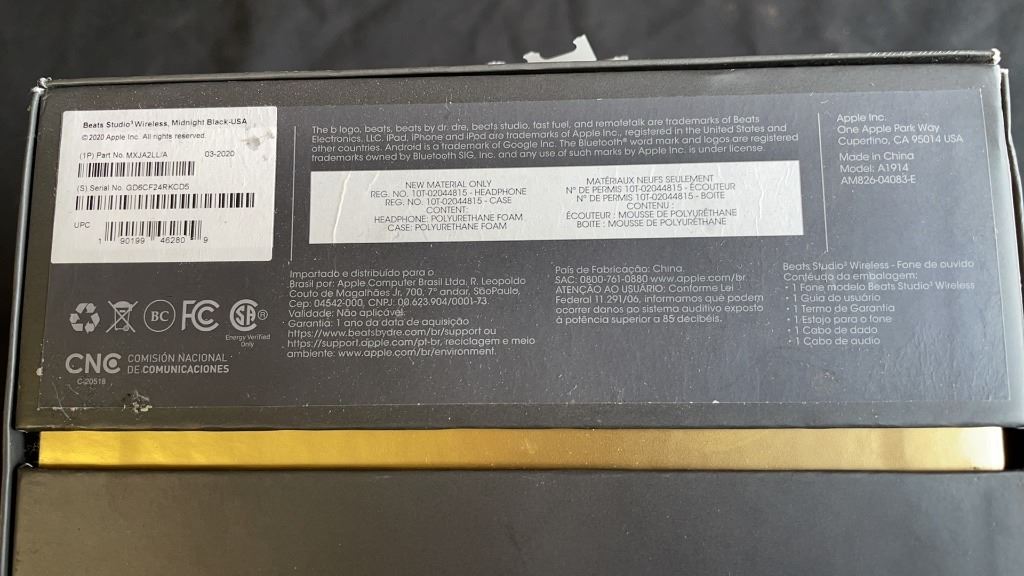 Beats Studio³ Wireless, Midnight Black-USA
© 2020 Apple Inc. All rights reserved.
(1P) Part No. MXJA2LL/A 03-2020
(S) Serial No. GD6CF24RKCD5
UPC
1 90199 46280 9
The b logo, beats, beats by dr. dre, beats studio, fast fuel, and remotetalk are trademarks of Beats
Electronics, LLC. iPad, iPhone and iPod are trademarks of Apple Inc., registered in the United States and
other countries. Android is a trademark of Google Inc. The Bluetooth® word mark and logos are registered
trademarks owned by Bluetooth SIG, Inc. and any use of such marks by Apple Inc. is under license.
NEW MATERIAL ONLY
REG. NO. 10T-02044815 - HEADPHONE
REG. NO. 10T-02044815 - CASE
CONTENT:
HEADPHONE: POLYURETHANE FOAM
CASE: POLYURETHANE FOAM
MATÉRIAUX NEUFS SEULEMENT
N° DE PERMIS 10T-02044815 - ÉCOUTEUR
N° DE PERMIS 10T-02044815 - BOITE
CONTENU :
ÉCOUTEUR : MOUSSE DE POLYURÉTHANE
BOITE : MOUSSE DE POLYURÉTHANE
Apple Inc.
One Apple Park Way
Cupertino, CA 95014 USA
Made in China
Model: A1914
AM826-04083-E
BC
FC
SA®
Energy Verified
Only
CNC COMISIÓN NACIONAL
DE COMUNICACIONES
C-20518
Importado e distribuído para o
Brasil por: Apple Computer Brasil Ltda, R. Leopoldo
Couto de Magalhães Jr, 700, 7º andar, SãoPaulo,
Cep: 04542-000, CNPJ: 00.623.904/0001-73.
Validade: Não aplicável.
Garantia: 1 ano da data de aquisição
https://www.beatsbydre.com/br/support ou
https://support.apple.com/pt-br, reciclagem e meio
ambiente: www.apple.com/br/environment.
País de Fabricação: China.
SAC: 0800-761-0880 www.apple.com/br
ATENÇÃO AO USUÁRIO: Conforme Lei
Federal 11.291/06, informamos que podem
ocorrer danos ao sistema auditivo exposto
à potência superior a 85 decibéis.
Beats Studio³ Wireless - Fone de ouvido
Conteúdo da embalagem:
• 1 Fone modelo Beats Studio³ Wireless
• 1 Guia do usuário
• 1 Termo de Garantia
• 1 Estojo para o fone
• 1 Cabo de dado
• 1 Cabo de audio